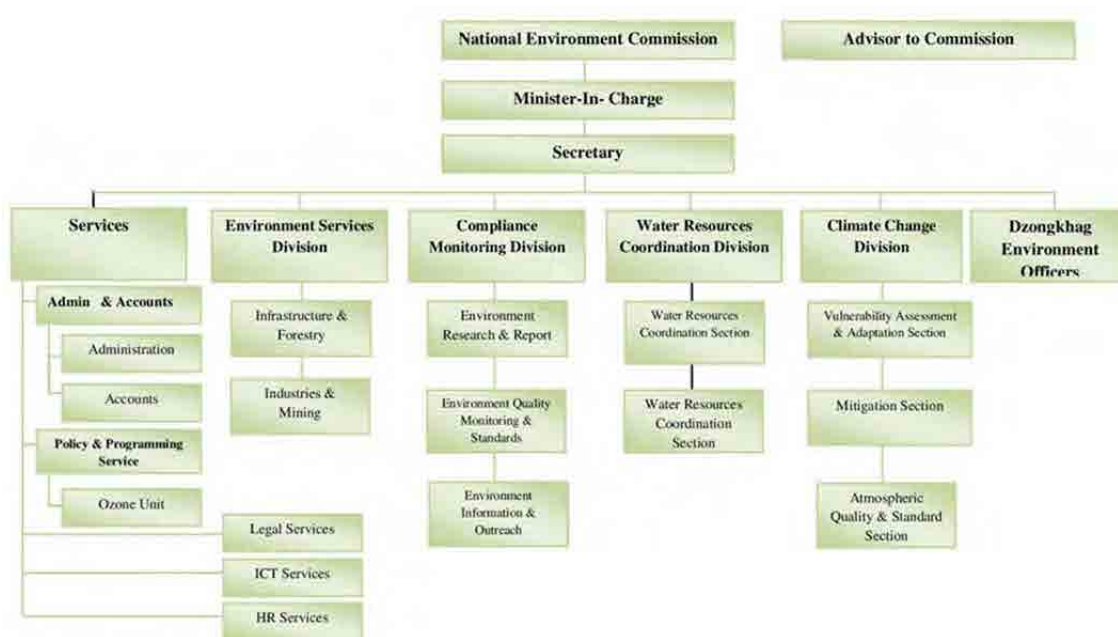 National Environment Commission
Advisor to Commission
Minister-In- Charge
Secretary
Services
Environment Services
Division
Compliance
Monitoring Division
Water Resources
Coordination Division
Climate Change
Division
Dzongkhag
Environment
Officers
Admin & Accounts
Administration
Accounts
Policy & Programming
Service
Ozone Unit
Legal Services
ICT Services
HR Services
Infrastructure &
Forestry
Industries &
Mining
Environment
Research & Report
Environment Quality
Monitoring &
Standards
Environment
Information &
Outreach
Water Resources
Coordination Section
Water Resources
Coordination
Section
Vulnerability Assessment
& Adaptation Section
Mitigation Section
Atmospheric
Quality & Standard
Section